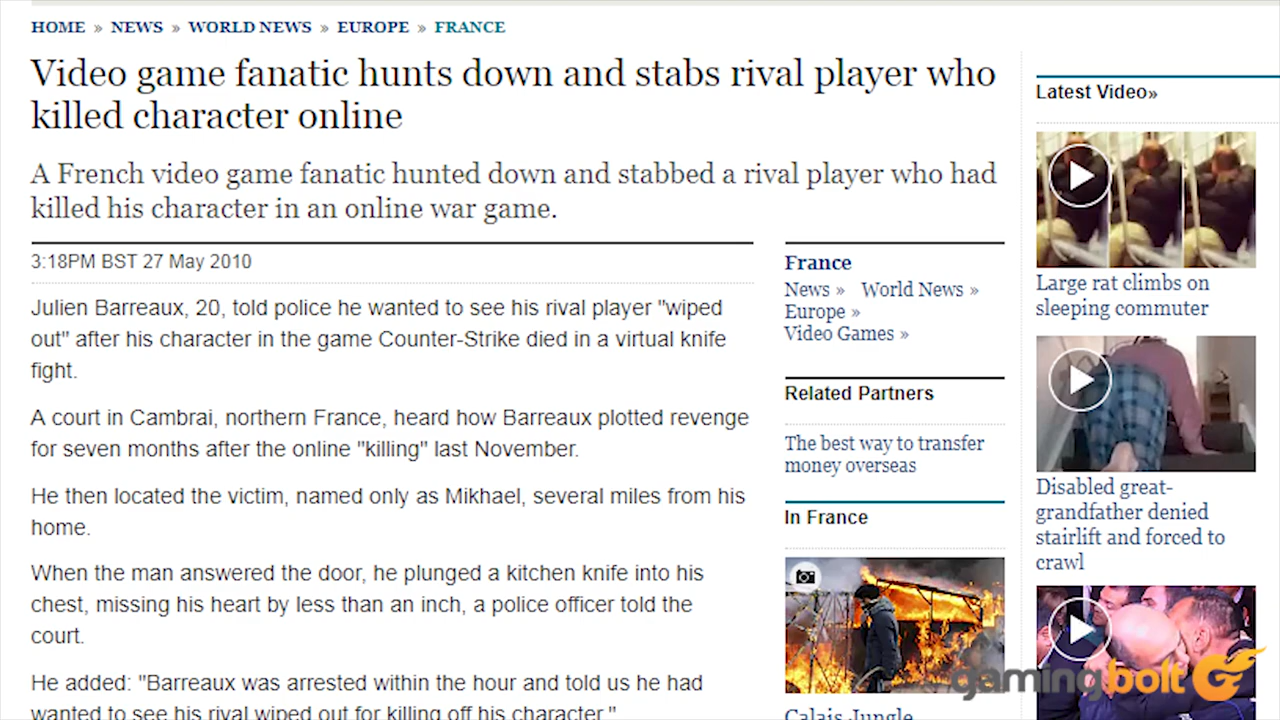 HOME » NEWS » WORLD NEWS » EUROPE » FRANCE
Video game fanatic hunts down and stabs rival player who
killed character online
A French video game fanatic hunted down and stabbed a rival player who had
killed his character in an online war game.
3:18PM BST 27 May 2010
Julien Barreaux, 20, told police he wanted to see his rival player "wiped
out" after his character in the game Counter-Strike died in a virtual knife
fight.
A court in Cambrai, northern France, heard how Barreaux plotted revenge
for seven months after the online "killing" last November.
He then located the victim, named only as Mikhael, several miles from his
home.
When the man answered the door, he plunged a kitchen knife into his
chest, missing his heart by less than an inch, a police officer told the
court.
He added: "Barreaux was arrested within the hour and told us he had
wanted to see his rival wiped out for killing off his character."
France
News » World News »
Europe »
Video Games »
Related Partners
The best way to transfer
money overseas
In France
Calais Jungle
Latest Video»
Large rat climbs on
sleeping commuter
Disabled great-
grandfather denied
stairlift and forced to
crawl
gamingbolt